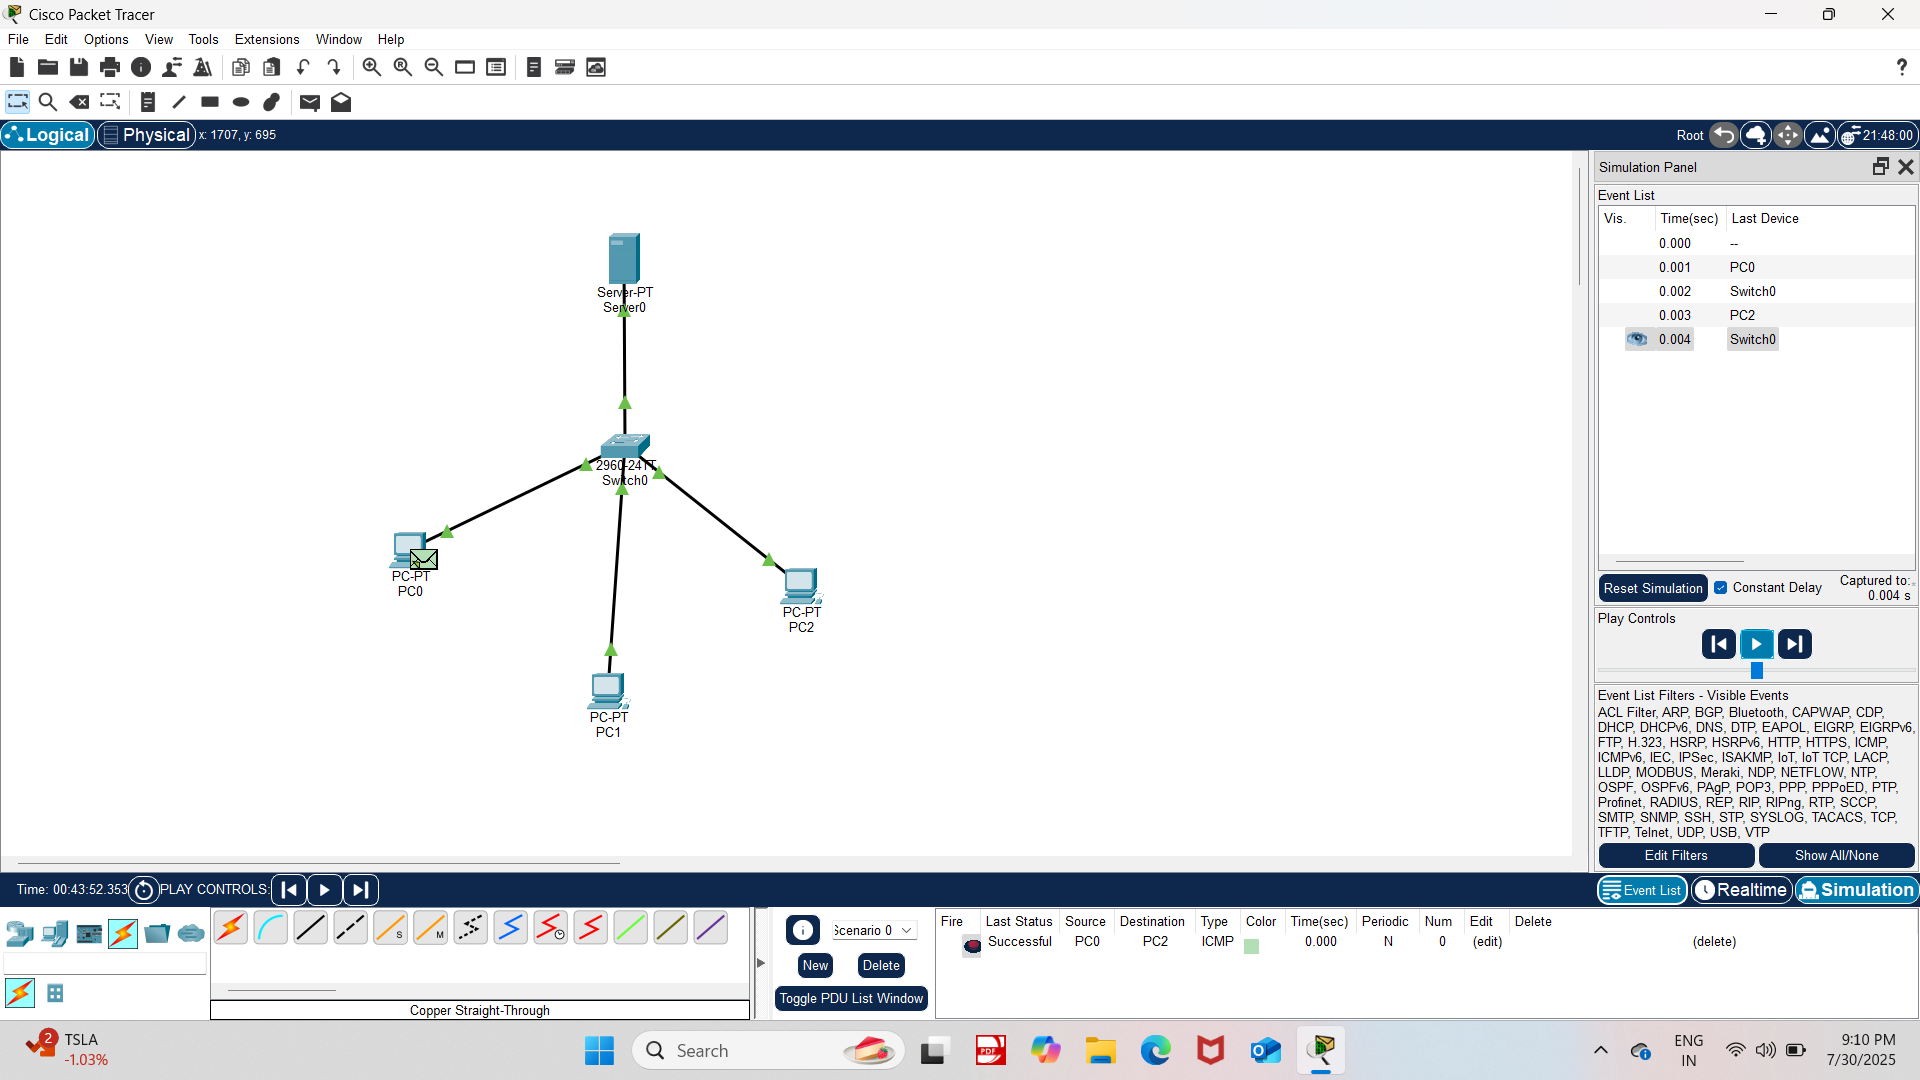 Cisco Packet Tracer
File Edit Options View Tools Extensions Window Help
Logical Physical x: 1707, y: 695 Root 21:48:00
Simulation Panel
Event List
Vis. Time(sec) Last Device
0.000 --
0.001 PC0
0.002 Switch0
0.003 PC2
0.004 Switch0
Server-PT
Server0
2960-24TT
Switch0
PC-PT
PC0
PC-PT
PC2
PC-PT
PC1
Reset Simulation Constant Delay Captured to:
0.004 s
Play Controls
Event List Filters - Visible Events
ACL Filter, ARP, BGP, Bluetooth, CAPWAP, CDP,
DHCP, DHCPv6, DNS, DTP, EAPOL, EIGRP, EIGRPv6,
FTP, H.323, HSRP, HSRPv6, HTTP, HTTPS, ICMP,
ICMPv6, IEC, IPSec, ISAKMP, IoT, IoT TCP, LACP,
LLDP, MODBUS, Meraki, NDP, NETFLOW, NTP,
OSPF, OSPFv6, PAgP, POP3, PPP, PPPoED, PTP,
Profinet, RADIUS, REP, RIP, RIPng, RTP, SCCP,
SMTP, SNMP, SSH, STP, SYSLOG, TACACS, TCP,
TFTP, Telnet, UDP, USB, VTP
Edit Filters Show All/None
Time: 00:43:52.353 PLAY CONTROLS: Event List Realtime Simulation
S M
Copper Straight-Through
Scenario 0
New Delete
Toggle PDU List Window
Fire Last Status Source Destination Type Color Time(sec) Periodic Num Edit Delete
Successful PC0 PC2 ICMP 0.000 N 0 (edit) (delete)
2 TSLA
-1.03%
Search
PDF
ENG
IN
9:10 PM
7/30/2025